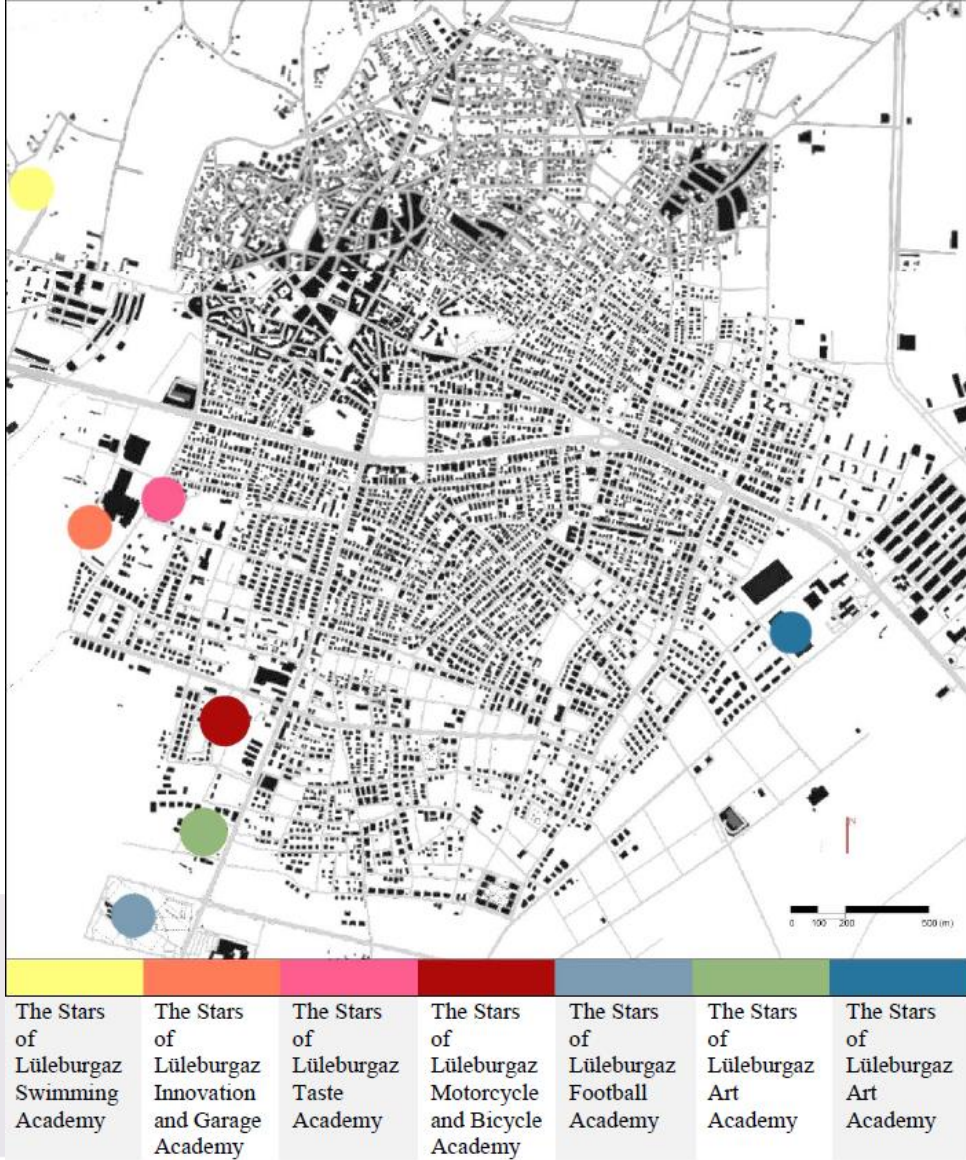 0 100 200 500 (m)
The Stars
of
Lüleburgaz
Swimming
Academy
The Stars
of
Lüleburgaz
Innovation
and Garage
Academy
The Stars
of
Lüleburgaz
Taste
Academy
The Stars
of
Lüleburgaz
Motorcycle
and Bicycle
Academy
The Stars
of
Lüleburgaz
Football
Academy
The Stars
of
Lüleburgaz
Art
Academy
The Stars
of
Lüleburgaz
Art
Academy